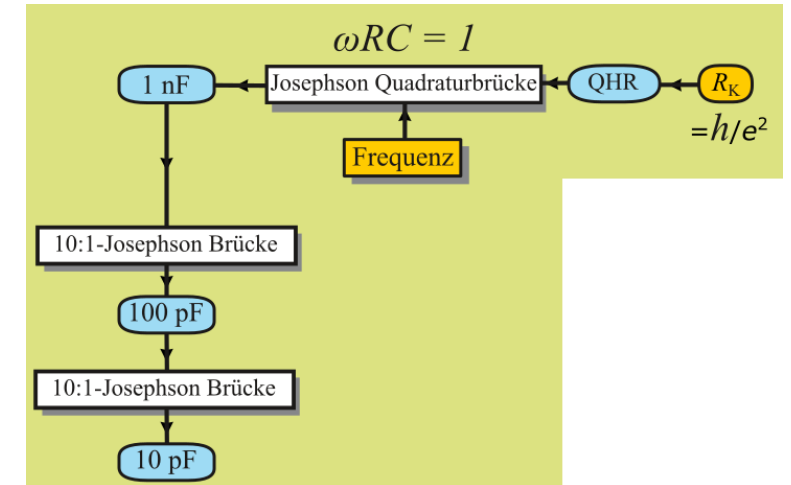 ωRC = 1
1 nF
Josephson Quadraturbrücke
QHR
R_K
=h/e²
Frequenz
10:1-Josephson Brücke
100 pF
10:1-Josephson Brücke
10 pF